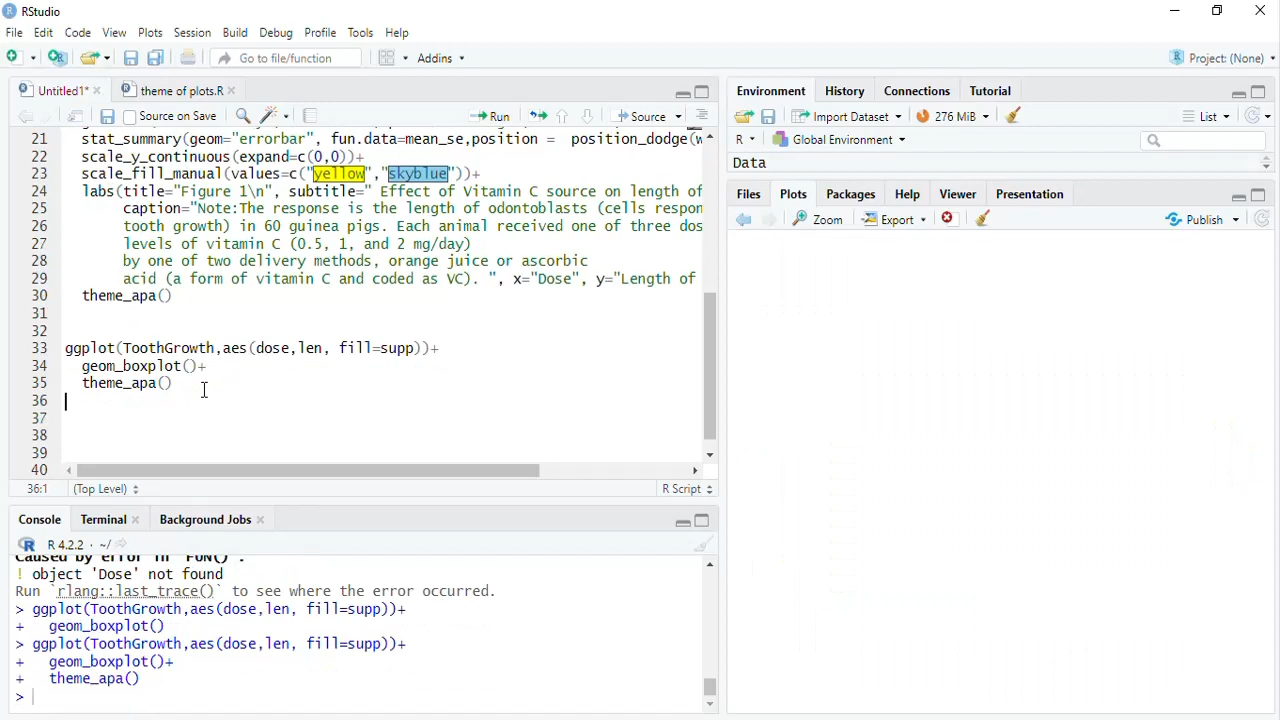 RStudio
File Edit Code View Plots Session Build Debug Profile Tools Help
Go to file/function Addins Project: (None)
Untitled1* theme of plots.R
Source on Save Run Source
21 stat_summary(geom="errorbar", fun.data=mean_se,position = position_dodge(w
22 scale_y_continuous(expand=c(0,0))+
23 scale_fill_manual(values=c("yellow","skyblue"))+
24 labs(title="Figure 1\n", subtitle=" Effect of Vitamin C source on length of
25 caption="Note:The response is the length of odontoblasts (cells respon
26 tooth growth) in 60 guinea pigs. Each animal received one of three dos
27 levels of vitamin C (0.5, 1, and 2 mg/day)
28 by one of two delivery methods, orange juice or ascorbic
29 acid (a form of vitamin C and coded as VC). ", x="Dose", y="Length of
30 theme_apa()
31
32
33 ggplot(ToothGrowth,aes(dose,len, fill=supp))+
34 geom_boxplot()+
35 theme_apa()
36
37
38
39
40
36:1 (Top Level) R Script
Console Terminal Background Jobs
R 4.2.2 · ~/
Caused by error in `FUN()`:
! object 'Dose' not found
Run `rlang::last_trace()` to see where the error occurred.
> ggplot(ToothGrowth,aes(dose,len, fill=supp))+
+ geom_boxplot()
> ggplot(ToothGrowth,aes(dose,len, fill=supp))+
+ geom_boxplot()+
+ theme_apa()
>
Environment History Connections Tutorial
Import Dataset 276 MiB List
R Global Environment
Data
Files Plots Packages Help Viewer Presentation
Zoom Export Publish